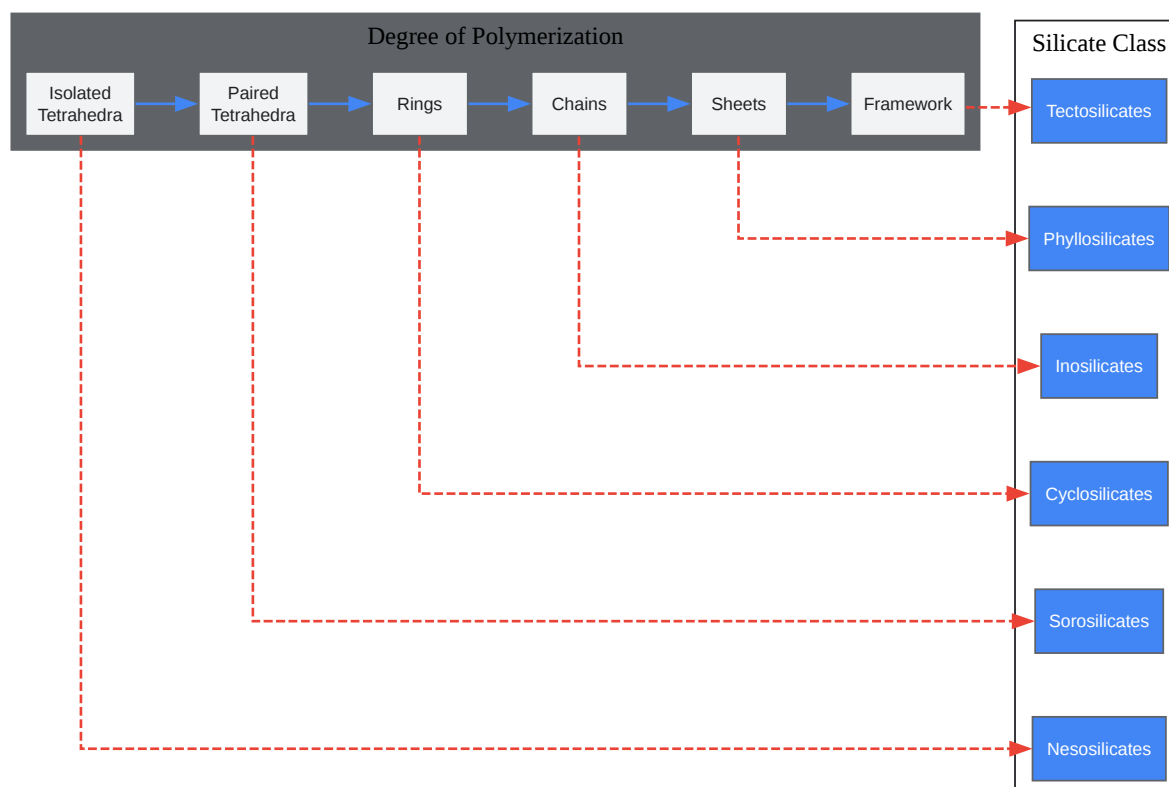 Degree of Polymerization
Silicate Class
Isolated
Tetrahedra
Paired
Tetrahedra
Rings
Chains
Sheets
Framework
Tectosilicates
Phyllosilicates
Inosilicates
Cyclosilicates
Sorosilicates
Nesosilicates